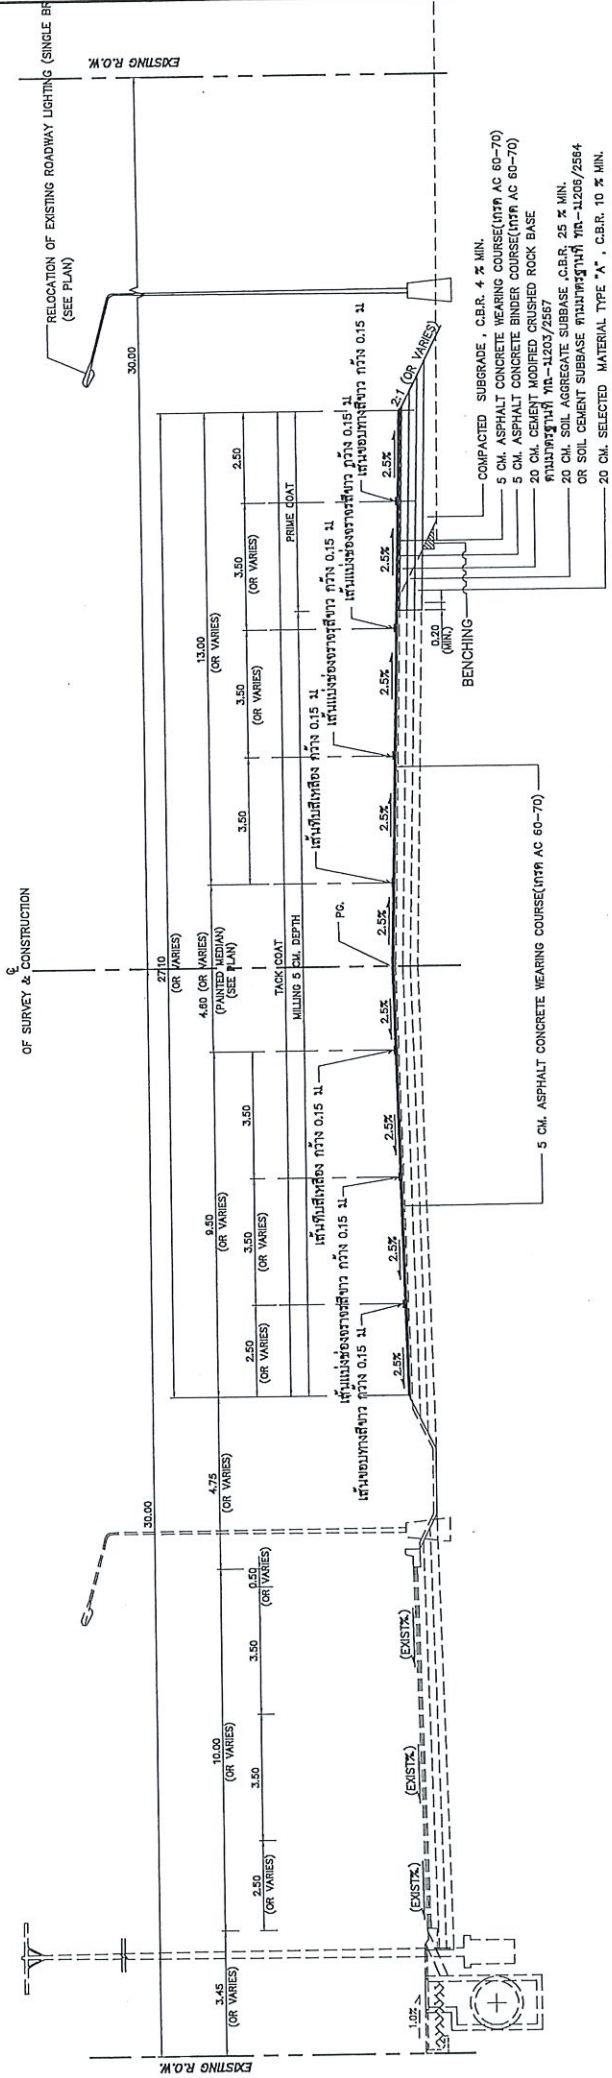 OF SURVEY & CONSTRUCTION
EXISTING R.O.W.
30.00
30.00
EXISTING R.O.W.
RELOCATION OF EXISTING ROADWAY LIGHTING (SINGLE BR
(SEE PLAN)
27.10
(OR VARIES)
3.45
(OR VARIES)
10.00
(OR VARIES)
4.75
(OR VARIES)
9.50
(OR VARIES)
4.60 (OR VARIES)
(PAINTED MEDIAN)
(SEE PLAN)
13.00
(OR VARIES)
2.50
(OR VARIES)
3.50
3.50
0.50
(OR VARIES)
2.50
(OR VARIES)
3.50
(OR VARIES)
3.50
3.50
3.50
(OR VARIES)
3.50
(OR VARIES)
2.50
TACK COAT
PRIME COAT
MILLING 5 CM. DEPTH
เส้นขอบทางสีขาว กว้าง 0.15 ม
เส้นแบ่งช่องจราจรสีขาว กว้าง 0.15 ม
เส้นทึบสีเหลือง กว้าง 0.15 ม
เส้นทึบสีเหลือง กว้าง 0.15 ม
เส้นแบ่งช่องจราจรสีขาว กว้าง 0.15 ม
เส้นแบ่งช่องจราจรสีขาว กว้าง 0.15 ม
เส้นขอบทางสีขาว กว้าง 0.15 ม
PG.
1.0%
(EXIST%)
(EXIST%)
(EXIST%)
2.5%
2.5%
2.5%
2.5%
2.5%
2.5%
2.5%
2.5%
2.5%
2:1 (OR VARIES)
0.20
(MIN.)
BENCHING
COMPACTED SUBGRADE , C.B.R. 4 % MIN.
5 CM. ASPHALT CONCRETE WEARING COURSE(เกรด AC 60-70)
5 CM. ASPHALT CONCRETE BINDER COURSE(เกรด AC 60-70)
20 CM. CEMENT MODIFIED CRUSHED ROCK BASE
ตามมาตรฐานที่ ทล-ม203/2567
20 CM. SOIL AGGREGATE SUBBASE ,C.B.R. 25 % MIN.
OR SOIL CEMENT SUBBASE ตามมาตรฐานที่ ทล-ม206/2564
20 CM. SELECTED MATERIAL TYPE "A" , C.B.R. 10 % MIN.
5 CM. ASPHALT CONCRETE WEARING COURSE(เกรด AC 60-70)